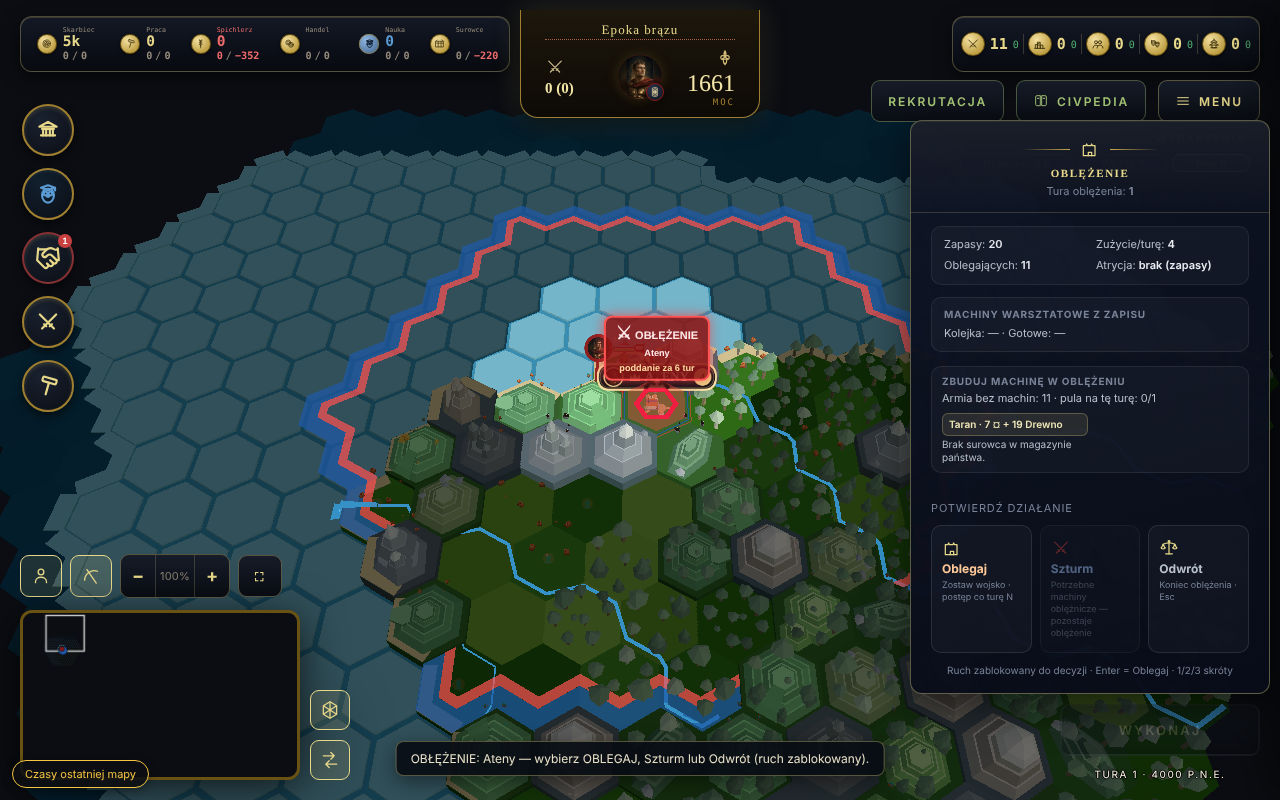 Skarbiec
5k
0 / 0
Praca
0
0 / 0
Spichlerz
0
0 / −352
Handel
0 / 0
Nauka
0
0 / 0
Surowce
0 / −220
Epoka brązu
0 (0)
1661
MOC
11 0
0 0
0 0
0 0
0 0
REKRUTACJA
CIVPEDIA
MENU
1
OBLĘŻENIE
Tura oblężenia: 1
Zapasy: 20
Zużycie/turę: 4
Oblegających: 11
Atrycja: brak (zapasy)
MACHINY WARSZTATOWE Z ZAPISU
Kolejka: — · Gotowe: —
ZBUDUJ MACHINĘ W OBLĘŻENIU
Armia bez machin: 11 · pula na tę turę: 0/1
Taran · 7 ¤ + 19 Drewno
Brak surowca w magazynie
państwa.
POTWIERDŹ DZIAŁANIE
Oblegaj
Zostaw wojsko ·
postęp co turę N
Szturm
Potrzebne
machiny
oblężnicze —
pozostaje
oblężenie
Odwrót
Koniec oblężenia ·
Esc
Ruch zablokowany do decyzji · Enter = Oblegaj · 1/2/3 skróty
OBLĘŻENIE
Ateny
poddanie za 6 tur
−
100%
+
Czasy ostatniej mapy
OBLĘŻENIE: Ateny — wybierz OBLEGAJ, Szturm lub Odwrót (ruch zablokowany).
WYKONAJ
TURA 1 · 4000 P.N.E.